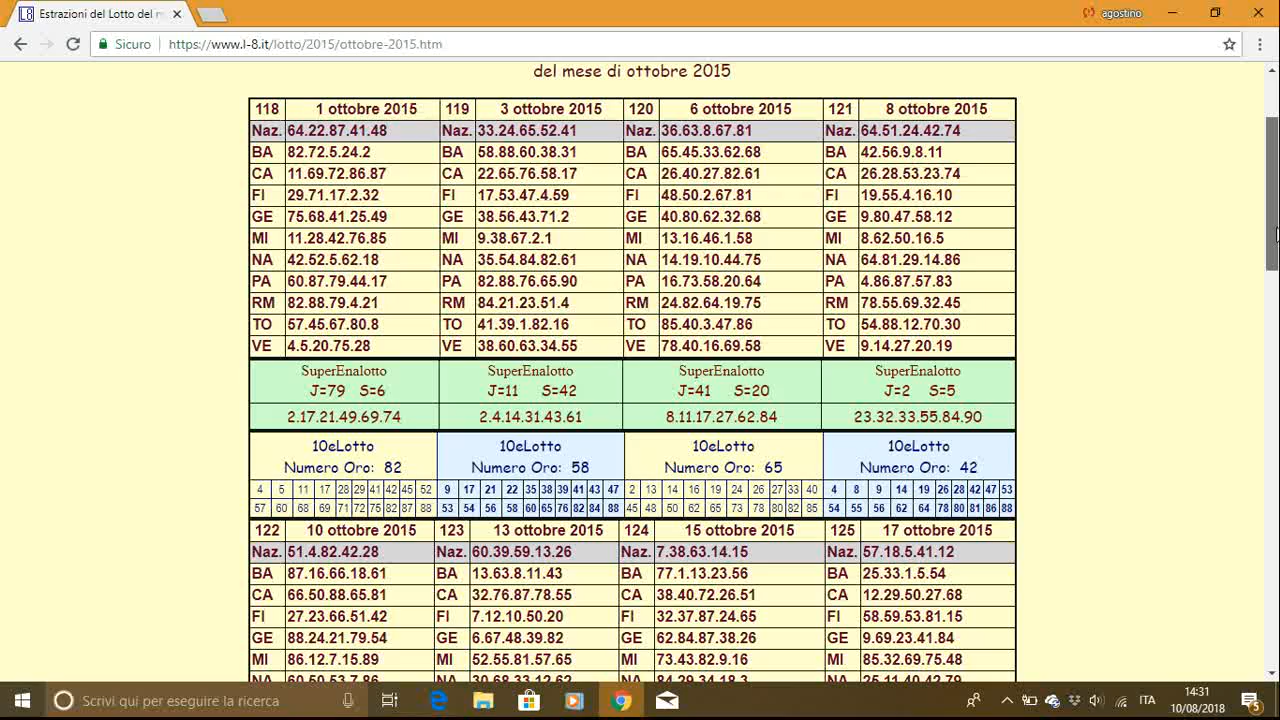 Estrazioni del Lotto del m
agostino
Sicuro https://www.l-8.it/lotto/2015/ottobre-2015.htm
del mese di ottobre 2015
118 1 ottobre 2015 119 3 ottobre 2015 120 6 ottobre 2015 121 8 ottobre 2015
Naz. 64.22.87.41.48 Naz. 33.24.65.52.41 Naz. 36.63.8.67.81 Naz. 64.51.24.42.74
BA 82.72.5.24.2 BA 58.88.60.38.31 BA 65.45.33.62.68 BA 42.56.9.8.11
CA 11.69.72.86.87 CA 22.65.76.58.17 CA 26.40.27.82.61 CA 26.28.53.23.74
FI 29.71.17.2.32 FI 17.53.47.4.59 FI 48.50.2.67.81 FI 19.55.4.16.10
GE 75.68.41.25.49 GE 38.56.43.71.2 GE 40.80.62.32.68 GE 9.80.47.58.12
MI 11.28.42.76.85 MI 9.38.67.2.1 MI 13.16.46.1.58 MI 8.62.50.16.5
NA 42.52.5.62.18 NA 35.54.84.82.61 NA 14.19.10.44.75 NA 64.81.29.14.86
PA 60.87.79.44.17 PA 82.88.76.65.90 PA 16.73.58.20.64 PA 4.86.87.57.83
RM 82.88.79.4.21 RM 84.21.23.51.4 RM 24.82.64.19.75 RM 78.55.69.32.45
TO 57.45.67.80.8 TO 41.39.1.82.16 TO 85.40.3.47.86 TO 54.88.12.70.30
VE 4.5.20.75.28 VE 38.60.63.34.55 VE 78.40.16.69.58 VE 9.14.27.20.19
SuperEnalotto SuperEnalotto SuperEnalotto SuperEnalotto
J=79 S=6 J=11 S=42 J=41 S=20 J=2 S=5
2.17.21.49.69.74 2.4.14.31.43.61 8.11.17.27.62.84 23.32.33.55.84.90
10eLotto 10eLotto 10eLotto 10eLotto
Numero Oro: 82 Numero Oro: 58 Numero Oro: 65 Numero Oro: 42
4 5 11 17 28 29 41 42 45 52 9 17 21 22 35 38 39 41 43 47 2 13 14 16 19 24 26 27 33 40 4 8 9 14 19 26 28 42 47 53
57 60 68 69 71 72 75 82 87 88 53 54 56 58 60 65 76 82 84 88 45 48 50 62 65 73 78 80 82 85 54 55 56 62 64 78 80 81 86 88
122 10 ottobre 2015 123 13 ottobre 2015 124 15 ottobre 2015 125 17 ottobre 2015
Naz. 51.4.82.42.28 Naz. 60.39.59.13.26 Naz. 7.38.63.14.15 Naz. 57.18.5.41.12
BA 87.16.66.18.61 BA 13.63.8.11.43 BA 77.1.13.23.56 BA 25.33.1.5.54
CA 66.50.88.65.81 CA 32.76.87.78.55 CA 38.40.72.26.51 CA 12.29.50.27.68
FI 27.23.66.51.42 FI 7.12.10.50.20 FI 32.37.87.24.65 FI 58.59.53.81.15
GE 88.24.21.79.54 GE 6.67.48.39.82 GE 62.84.87.38.26 GE 9.69.23.41.84
MI 86.12.7.15.89 MI 52.55.81.57.65 MI 73.43.82.9.16 MI 85.32.69.75.48
NA 60.50.53.7.86 NA 30.68.33.12.62 NA 84.29.34.18.3 NA 25.11.40.42.79
Scrivi qui per eseguire la ricerca
ITA
14:31
10/08/2018
5